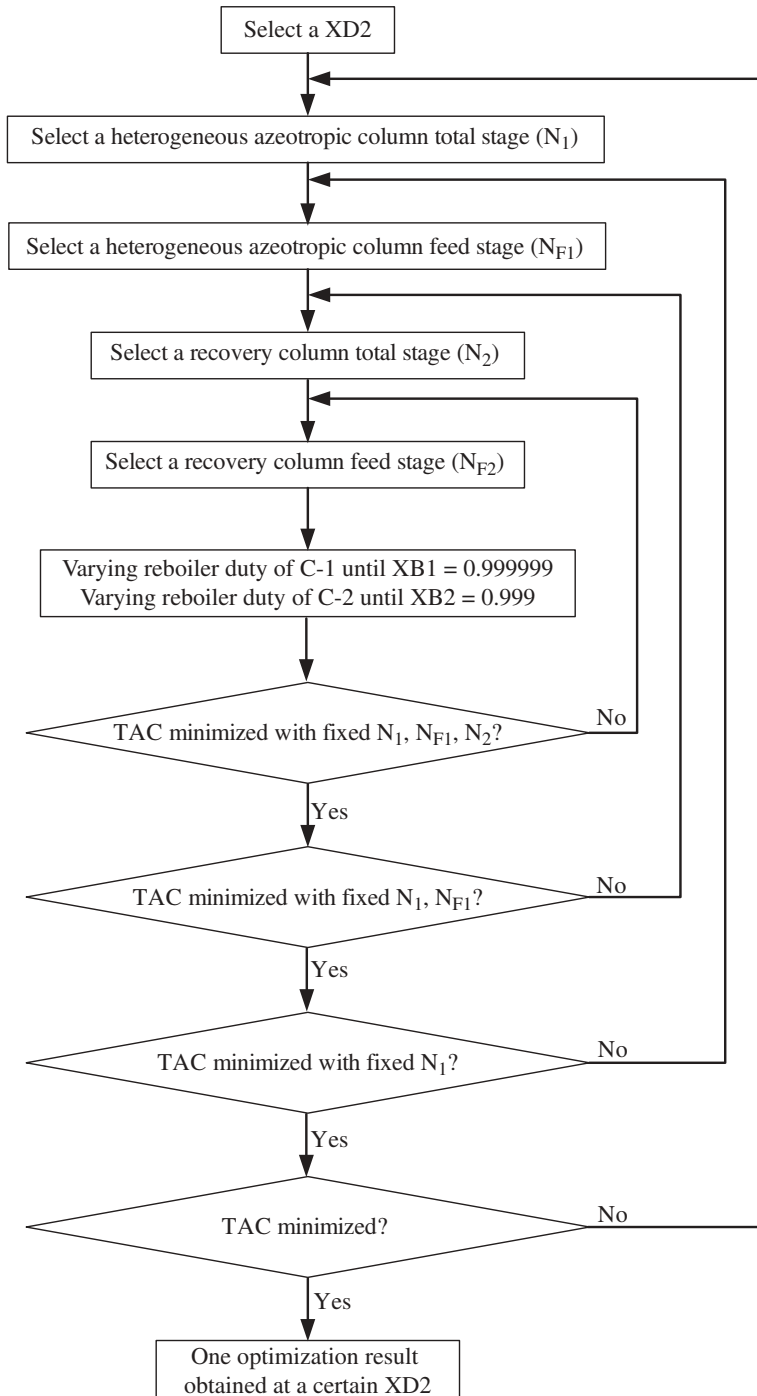 Select a XD2
Select a heterogeneous azeotropic column total stage (N₁)
Select a heterogeneous azeotropic column feed stage (N_F1)
Select a recovery column total stage (N₂)
Select a recovery column feed stage (N_F2)
Varying reboiler duty of C-1 until XB1 = 0.999999
Varying reboiler duty of C-2 until XB2 = 0.999
TAC minimized with fixed N₁, N_F1, N₂?
No
Yes
TAC minimized with fixed N₁, N_F1?
No
Yes
TAC minimized with fixed N₁?
No
Yes
TAC minimized?
No
Yes
One optimization result
obtained at a certain XD2